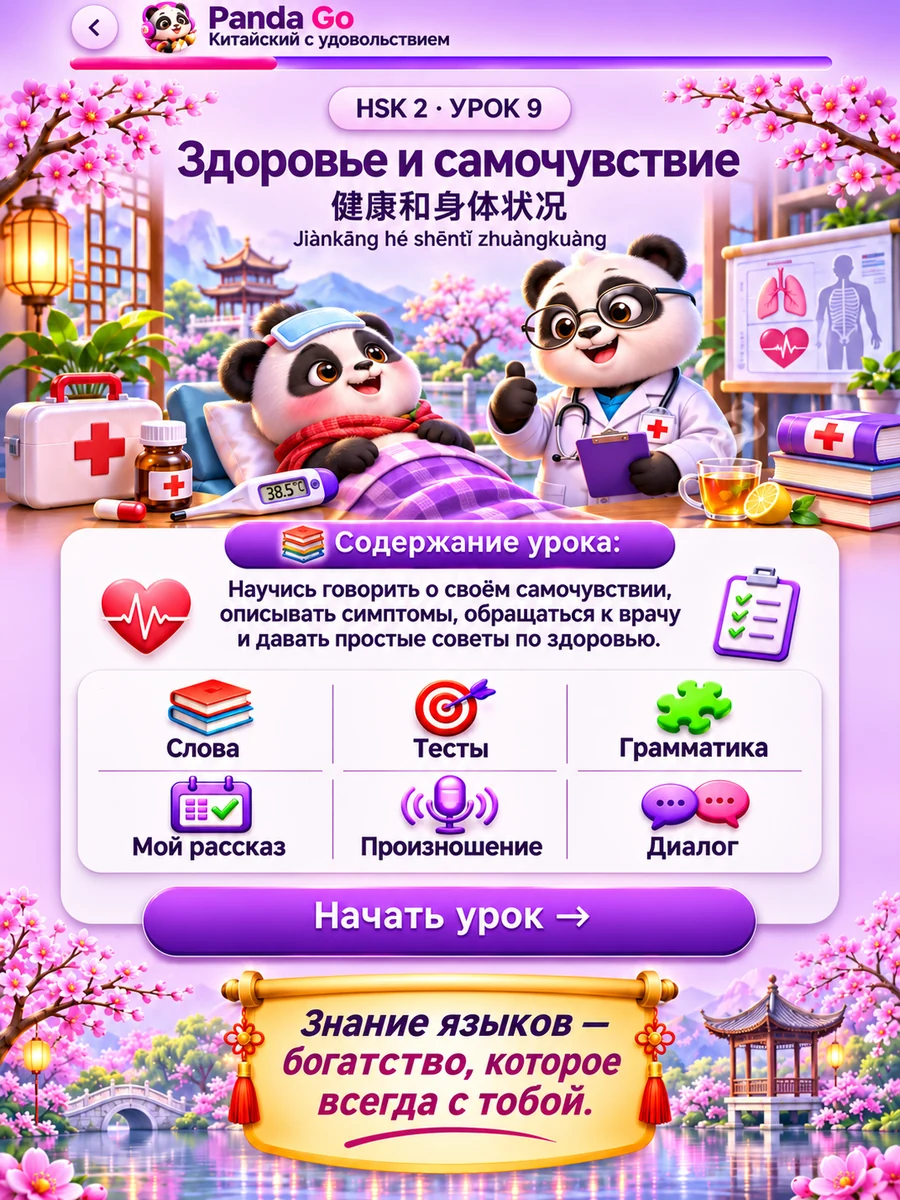 Panda Go
Китайский с удовольствием
HSK 2 · УРОК 9
Здоровье и самочувствие
健康和身体状况
Jiànkāng hé shēntǐ zhuàngkuàng
38.5°C
Содержание урока:
Научись говорить о своём самочувствии,
описывать симптомы, обращаться к врачу
и давать простые советы по здоровью.
Слова
Тесты
Грамматика
Мой рассказ
Произношение
Диалог
Начать урок →
Знание языков —
богатство, которое
всегда с тобой.